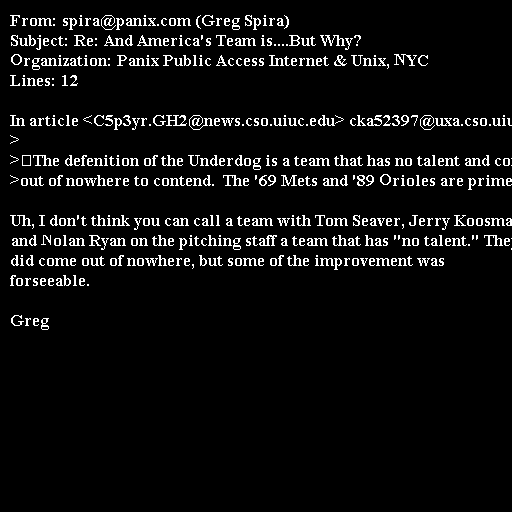 From: spira@panix.com (Greg Spira)
Subject: Re: And America's Team is....But Why?
Organization: Panix Public Access Internet & Unix, NYC
Lines: 12

In article <C5p3yr.GH2@news.cso.uiuc.edu> cka52397@uxa.cso.uiu
>
>The defenition of the Underdog is a team that has no talent and
>out of nowhere to contend.  The '69 Mets and '89 Orioles are prime

Uh, I don't think you can call a team with Tom Seaver, Jerry Koosma
and Nolan Ryan on the pitching staff a team that has "no talent." They
did come out of nowhere, but some of the improvement was
forseeable.

Greg